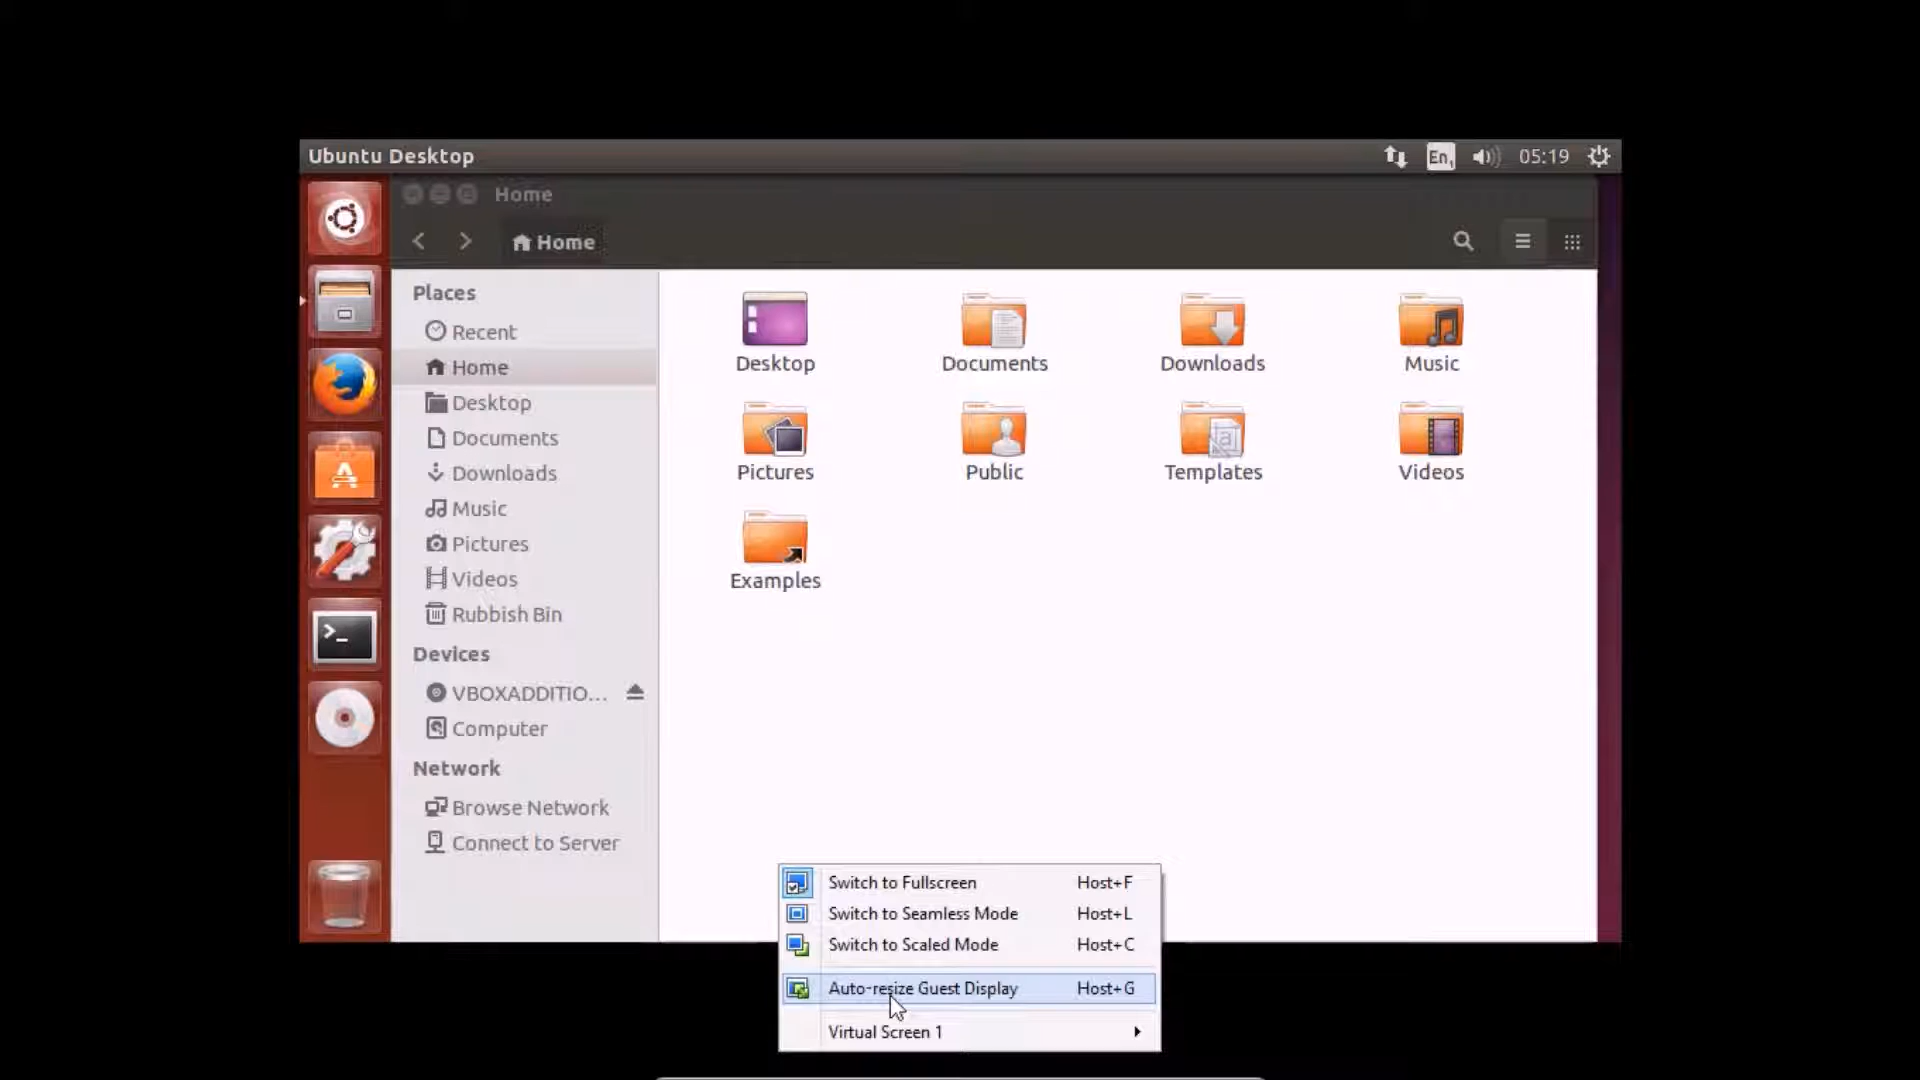 Ubuntu Desktop
En1
05:19
Home
Home
Places
Recent
Home
Desktop
Documents
Downloads
Music
Pictures
Videos
Rubbish Bin
Devices
VBOXADDITIO...
Computer
Network
Browse Network
Connect to Server
Desktop
Documents
Downloads
Music
Pictures
Public
Templates
Videos
Examples
Switch to Fullscreen Host+F
Switch to Seamless Mode Host+L
Switch to Scaled Mode Host+C
Auto-resize Guest Display Host+G
Virtual Screen 1